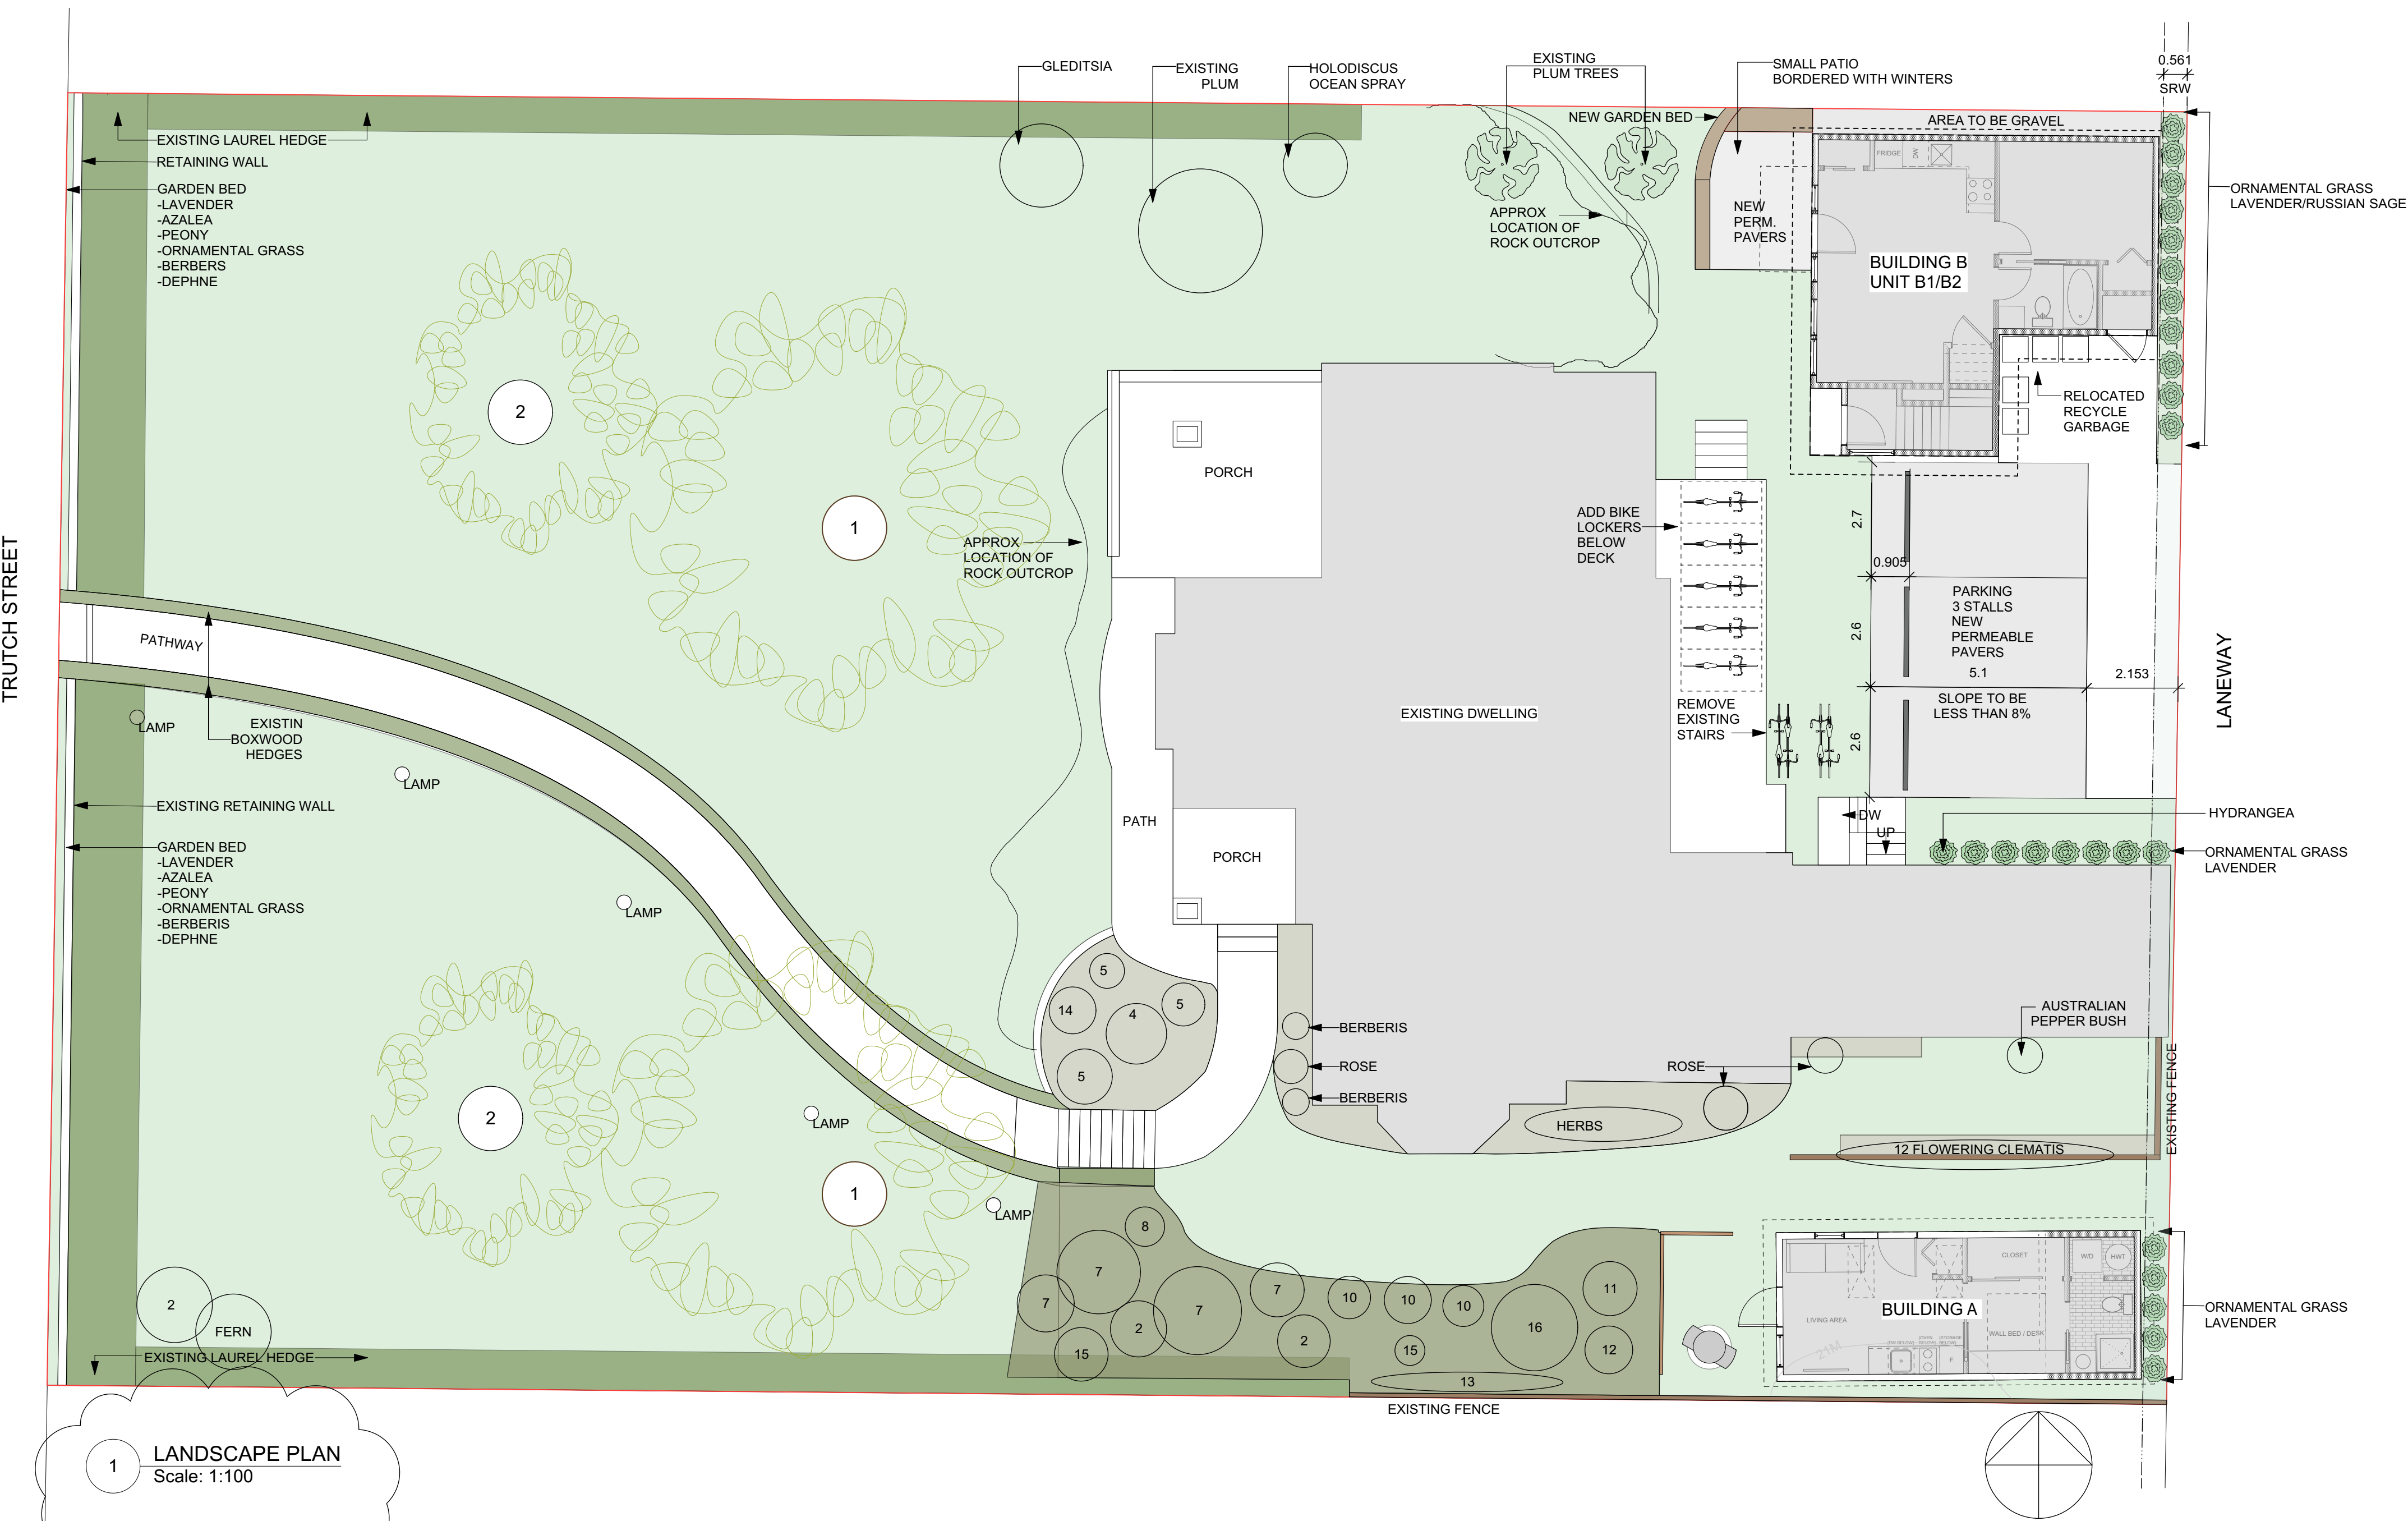 GLEDITSIA
EXISTING
PLUM
HOLODISCUS
OCEAN SPRAY
EXISTING
PLUM TREES
SMALL PATIO
BORDERED WITH WINTERS
0.561
SRW
NEW GARDEN BED
AREA TO BE GRAVEL
EXISTING LAUREL HEDGE
RETAINING WALL
GARDEN BED
-LAVENDER
-AZALEA
-PEONY
-ORNAMENTAL GRASS
-BERBERS
-DEPHNE
FRIDGE
DW
ORNAMENTAL GRASS
LAVENDER/RUSSIAN SAGE
NEW
PERM.
PAVERS
APPROX
LOCATION OF
ROCK OUTCROP
BUILDING B
UNIT B1/B2
2
1
RELOCATED
RECYCLE
GARBAGE
PORCH
ADD BIKE
LOCKERS
BELOW
DECK
APPROX
LOCATION OF
ROCK OUTCROP
2.7
0.905
PARKING
3 STALLS
NEW
PERMEABLE
PAVERS
5.1
2.153
2.6
SLOPE TO BE
LESS THAN 8%
2.6
TRUTCH STREET
LANEWAY
PATHWAY
LAMP
EXISTIN
BOXWOOD
HEDGES
LAMP
EXISTING DWELLING
REMOVE
EXISTING
STAIRS
EXISTING RETAINING WALL
PATH
DW
UP
HYDRANGEA
GARDEN BED
-LAVENDER
-AZALEA
-PEONY
-ORNAMENTAL GRASS
-BERBERIS
-DEPHNE
PORCH
ORNAMENTAL GRASS
LAVENDER
LAMP
5
14
4
5
5
BERBERIS
ROSE
BERBERIS
ROSE
AUSTRALIAN
PEPPER BUSH
EXISTING FENCE
2
LAMP
HERBS
12 FLOWERING CLEMATIS
1
LAMP
8
7
7
7
7
2
2
15
10
10
10
15
16
11
12
13
CLOSET
W/D
HWT
LIVING AREA
BUILDING A
WALL BED / DESK
F
21M
ORNAMENTAL GRASS
LAVENDER
2
FERN
EXISTING LAUREL HEDGE
EXISTING FENCE
1
LANDSCAPE PLAN
Scale: 1:100